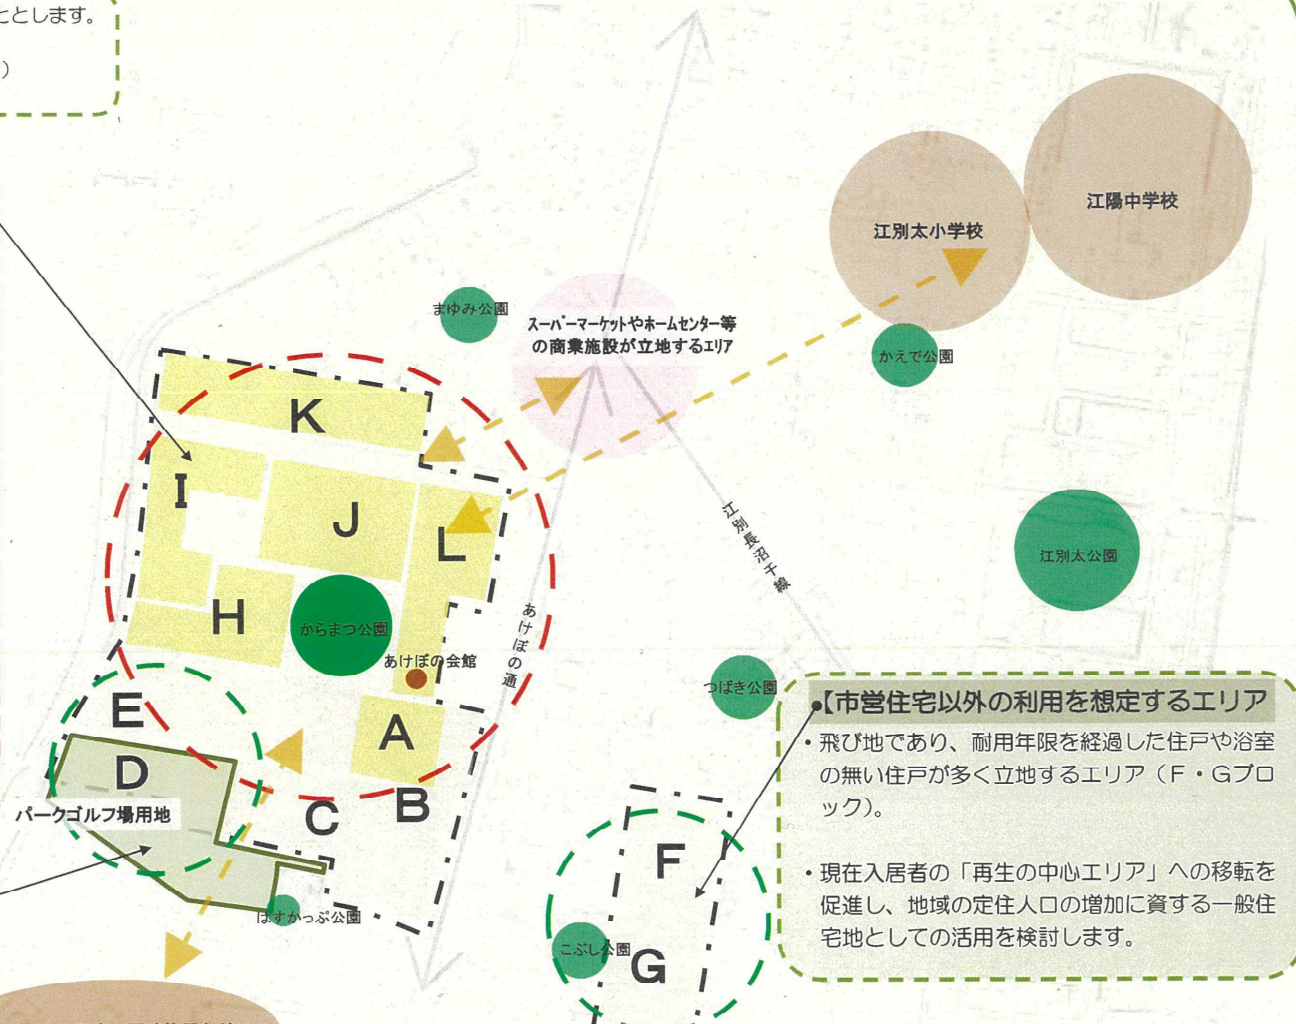 ととします。
）
江陽中学校
江別太小学校
まゆみ公園
スーパーマーケットやホームセンター等
の商業施設が立地するエリア
かえで公園
K
I
J
L
江別長沼千線
江別太公園
H
からまつ公園
あけぼの通
あけぼの会館
つばき公園
【市営住宅以外の利用を想定するエリア
・飛び地であり、耐用年限を経過した住戸や浴室
の無い住戸が多く立地するエリア（Ｆ・Ｇブロ
ック）。
・現在入居者の「再生の中心エリア」への移転を
促進し、地域の定住人口の増加に資する一般住
宅地としての活用を検討します。
E
A
D
パークゴルフ場用地
C
B
F
はすかっぷ公園
こぶし公園
G